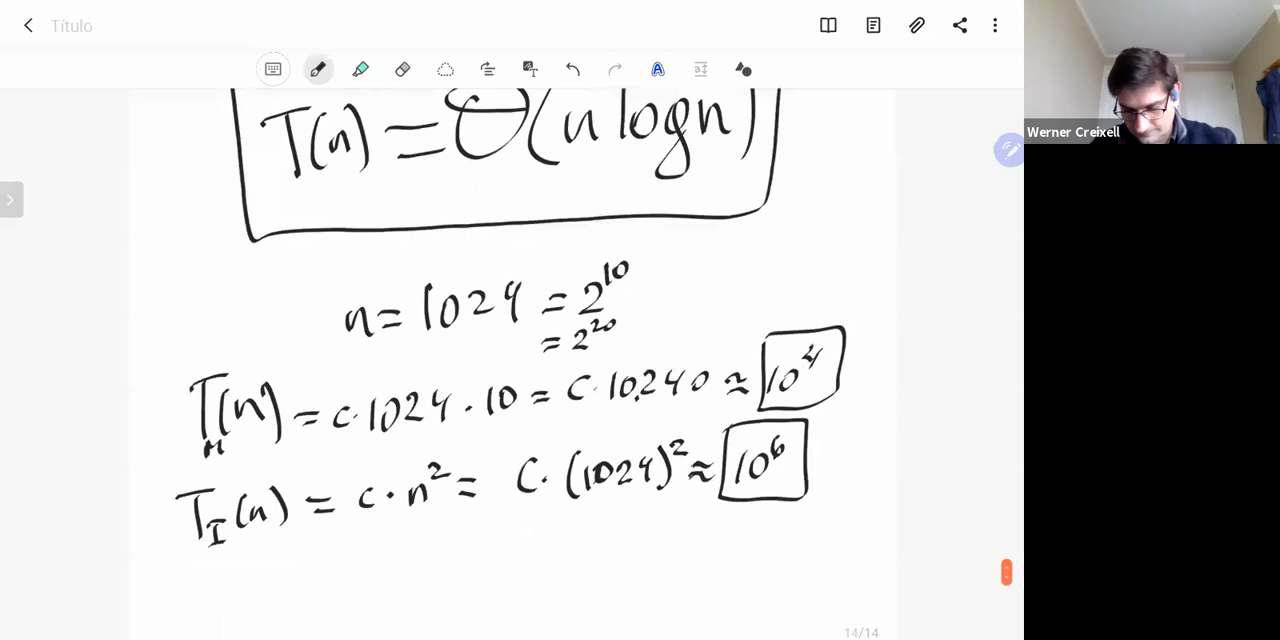 Título
T(n) = Θ(n log n)
Werner Creixell
n = 1024 = 2^10
= 2^20
T_M(n) = c · 1024 · 10 = c · 10.240 ≈ 10^4
T_I(n) = c · n^2 = c · (1024)^2 ≈ 10^6
14/14